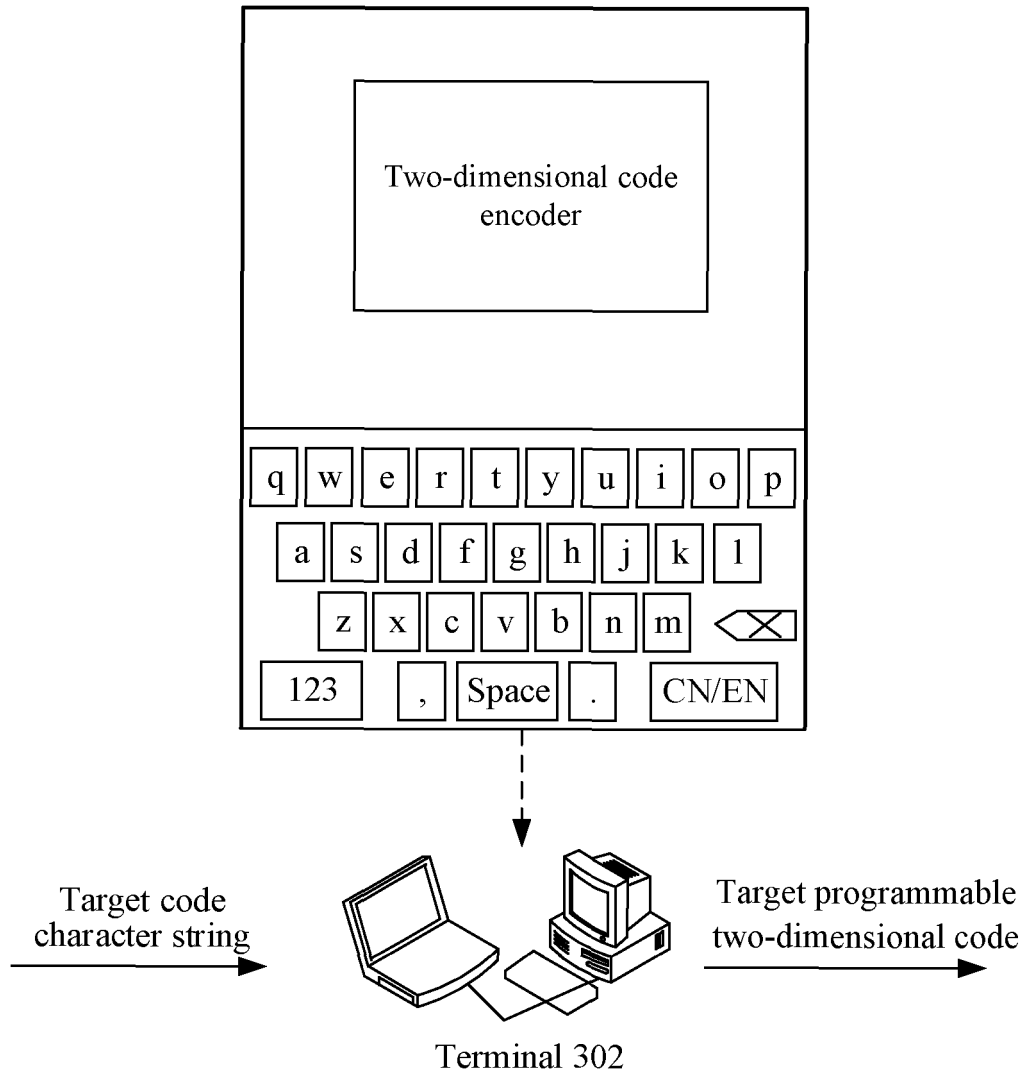 Two-dimensional code
encoder
q w e r t y u i o p
a s d f g h j k l
z x c v b n m
123 , Space . CN/EN
Target code
character string
Target programmable
two-dimensional code
Terminal 302